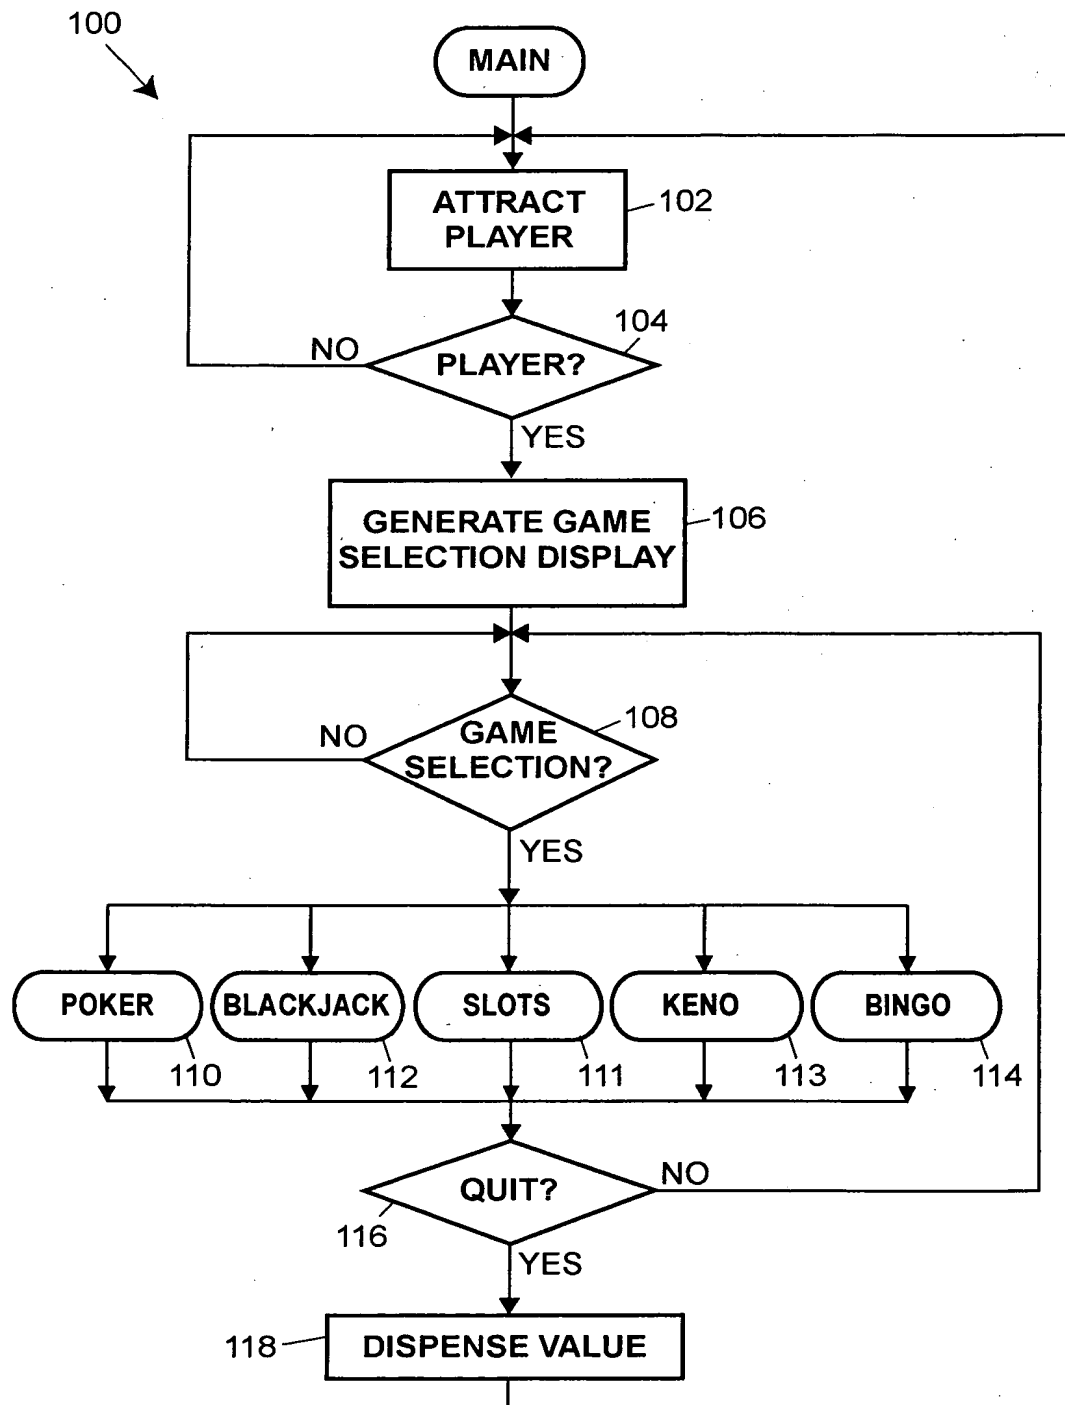 100
MAIN
ATTRACT
PLAYER
102
104
NO
PLAYER?
YES
GENERATE GAME
SELECTION DISPLAY
106
108
NO
GAME
SELECTION?
YES
POKER
BLACKJACK
SLOTS
KENO
BINGO
110
112
111
113
114
QUIT?
NO
116
YES
118
DISPENSE VALUE